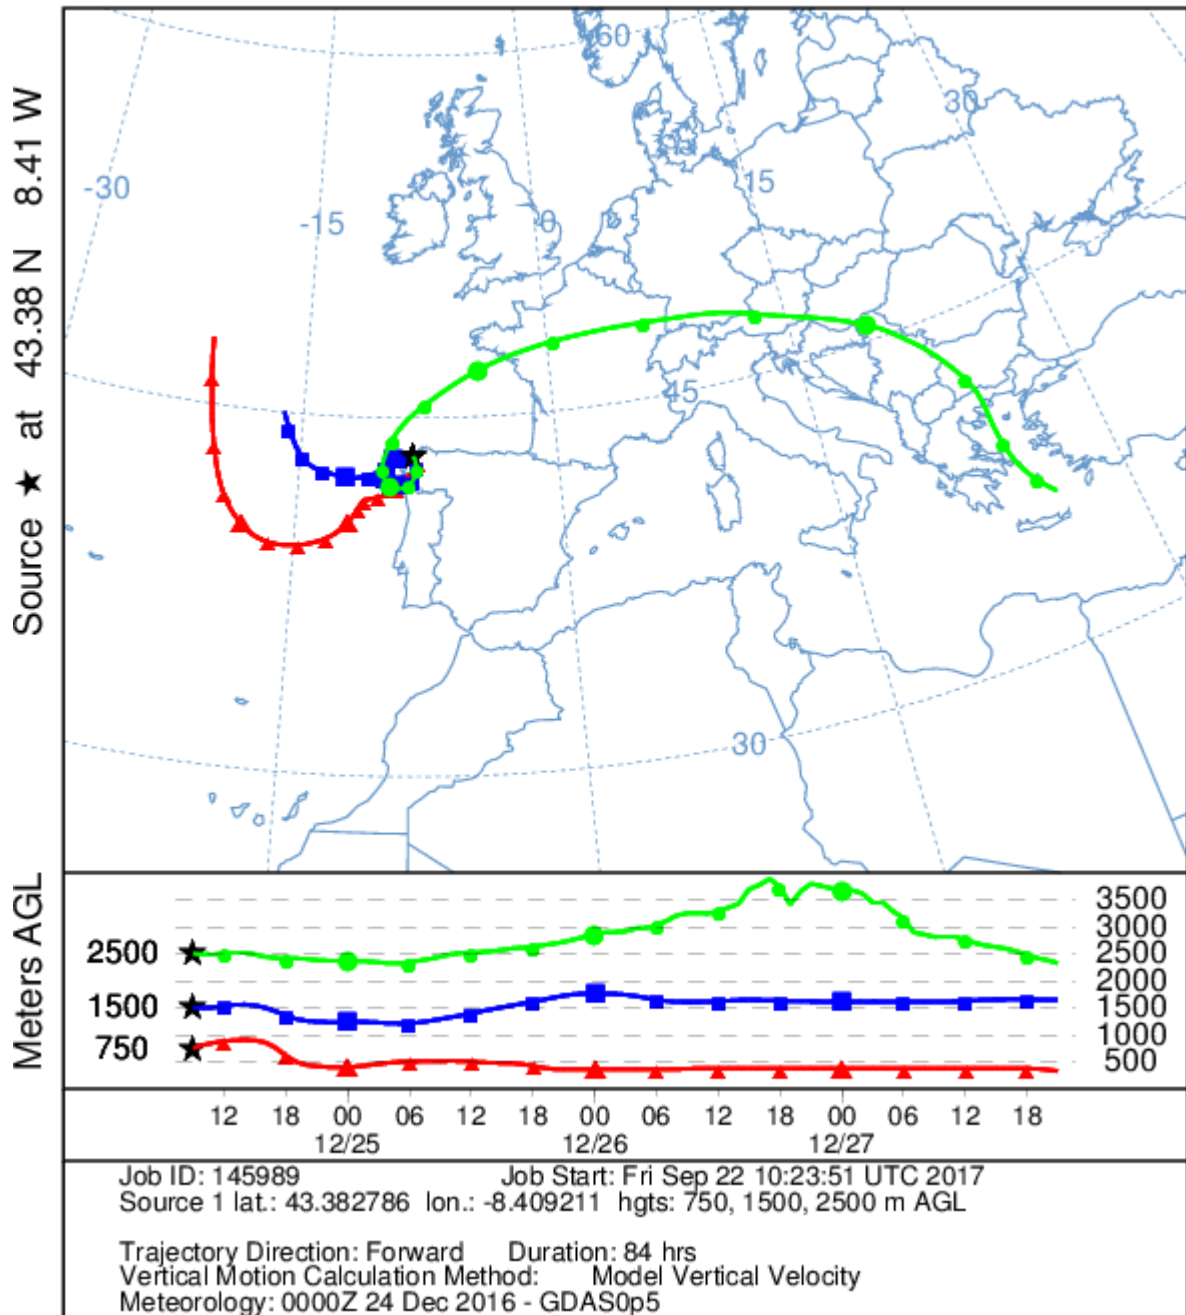 Source ★ at 43.38 N 8.41 W
60
30
-30
15
-15
0
45
45
30
Meters AGL
2500
1500
750
3500
3000
2500
2000
1500
1000
500
12 18 00 06 12 18 00 06 12 18 00 06 12 18
12/25 12/26 12/27
Job ID: 145989 Job Start: Fri Sep 22 10:23:51 UTC 2017
Source 1 lat.: 43.382786 lon.: -8.409211 hgts: 750, 1500, 2500 m AGL
Trajectory Direction: Forward Duration: 84 hrs
Vertical Motion Calculation Method: Model Vertical Velocity
Meteorology: 0000Z 24 Dec 2016 - GDAS0p5